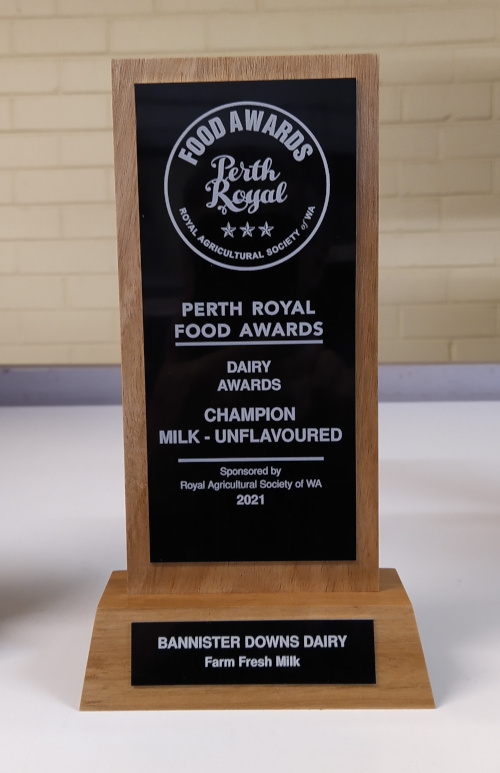 FOOD AWARDS
Perth
Royal
ROYAL AGRICULTURAL SOCIETY of WA
PERTH ROYAL
FOOD AWARDS
DAIRY
AWARDS
CHAMPION
MILK - UNFLAVOURED
Sponsored by
Royal Agricultural Society of WA
2021
BANNISTER DOWNS DAIRY
Farm Fresh Milk